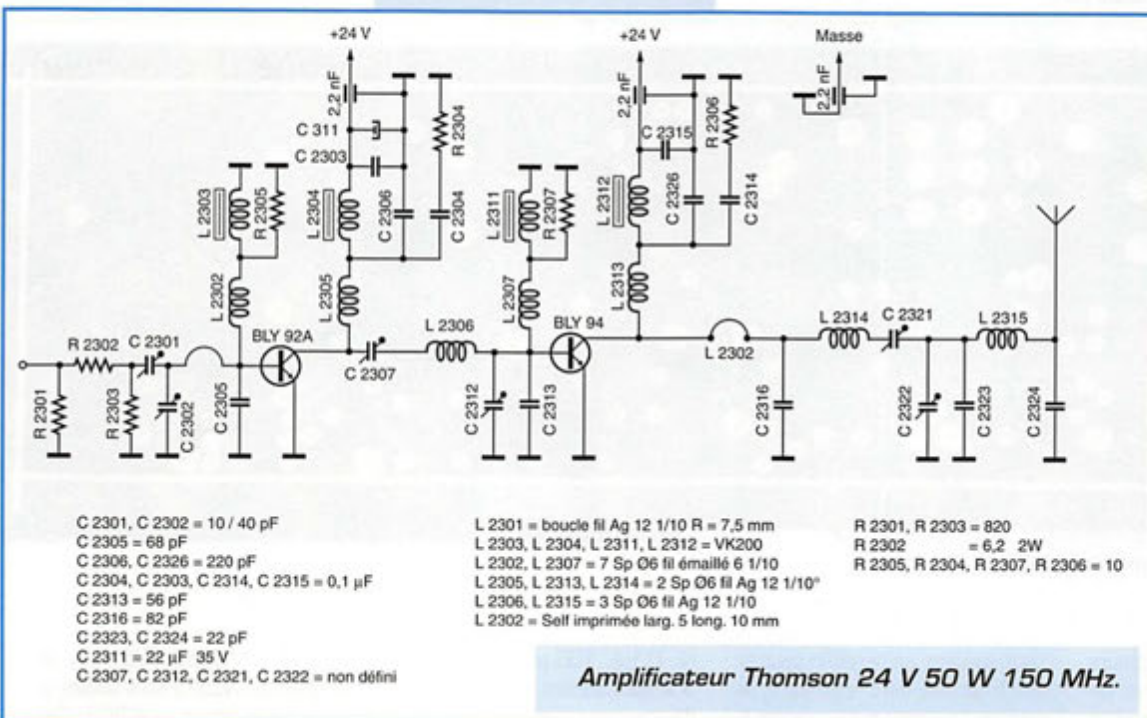 +24 V
+24 V
Masse
2,2 nF
2,2 nF
2,2 nF
C 311
C 2303
R 2304
C 2315
R 2306
L 2303
R 2305
L 2304
C 2306
C 2304
L 2311
R 2307
L 2312
C 2326
C 2314
L 2302
L 2305
L 2307
L 2313
BLY 92A
L 2306
BLY 94
L 2314
C 2321
L 2315
R 2302
C 2301
C 2307
L 2302
R 2301
R 2303
C 2302
C 2305
C 2312
C 2313
C 2316
C 2322
C 2323
C 2324
C 2301, C 2302 = 10 / 40 pF
C 2305 = 68 pF
C 2306, C 2326 = 220 pF
C 2304, C 2303, C 2314, C 2315 = 0,1 µF
C 2313 = 56 pF
C 2316 = 82 pF
C 2323, C 2324 = 22 pF
C 2311 = 22 µF 35 V
C 2307, C 2312, C 2321, C 2322 = non défini
L 2301 = boucle fil Ag 12 1/10 R = 7,5 mm
L 2303, L 2304, L 2311, L 2312 = VK200
L 2302, L 2307 = 7 Sp Ø6 fil émaillé 6 1/10
L 2305, L 2313, L 2314 = 2 Sp Ø6 fil Ag 12 1/10°
L 2306, L 2315 = 3 Sp Ø6 fil Ag 12 1/10
L 2302 = Self imprimée larg. 5 long. 10 mm
R 2301, R 2303 = 820
R 2302 = 6,2 2W
R 2305, R 2304, R 2307, R 2306 = 10
Amplificateur Thomson 24 V 50 W 150 MHz.